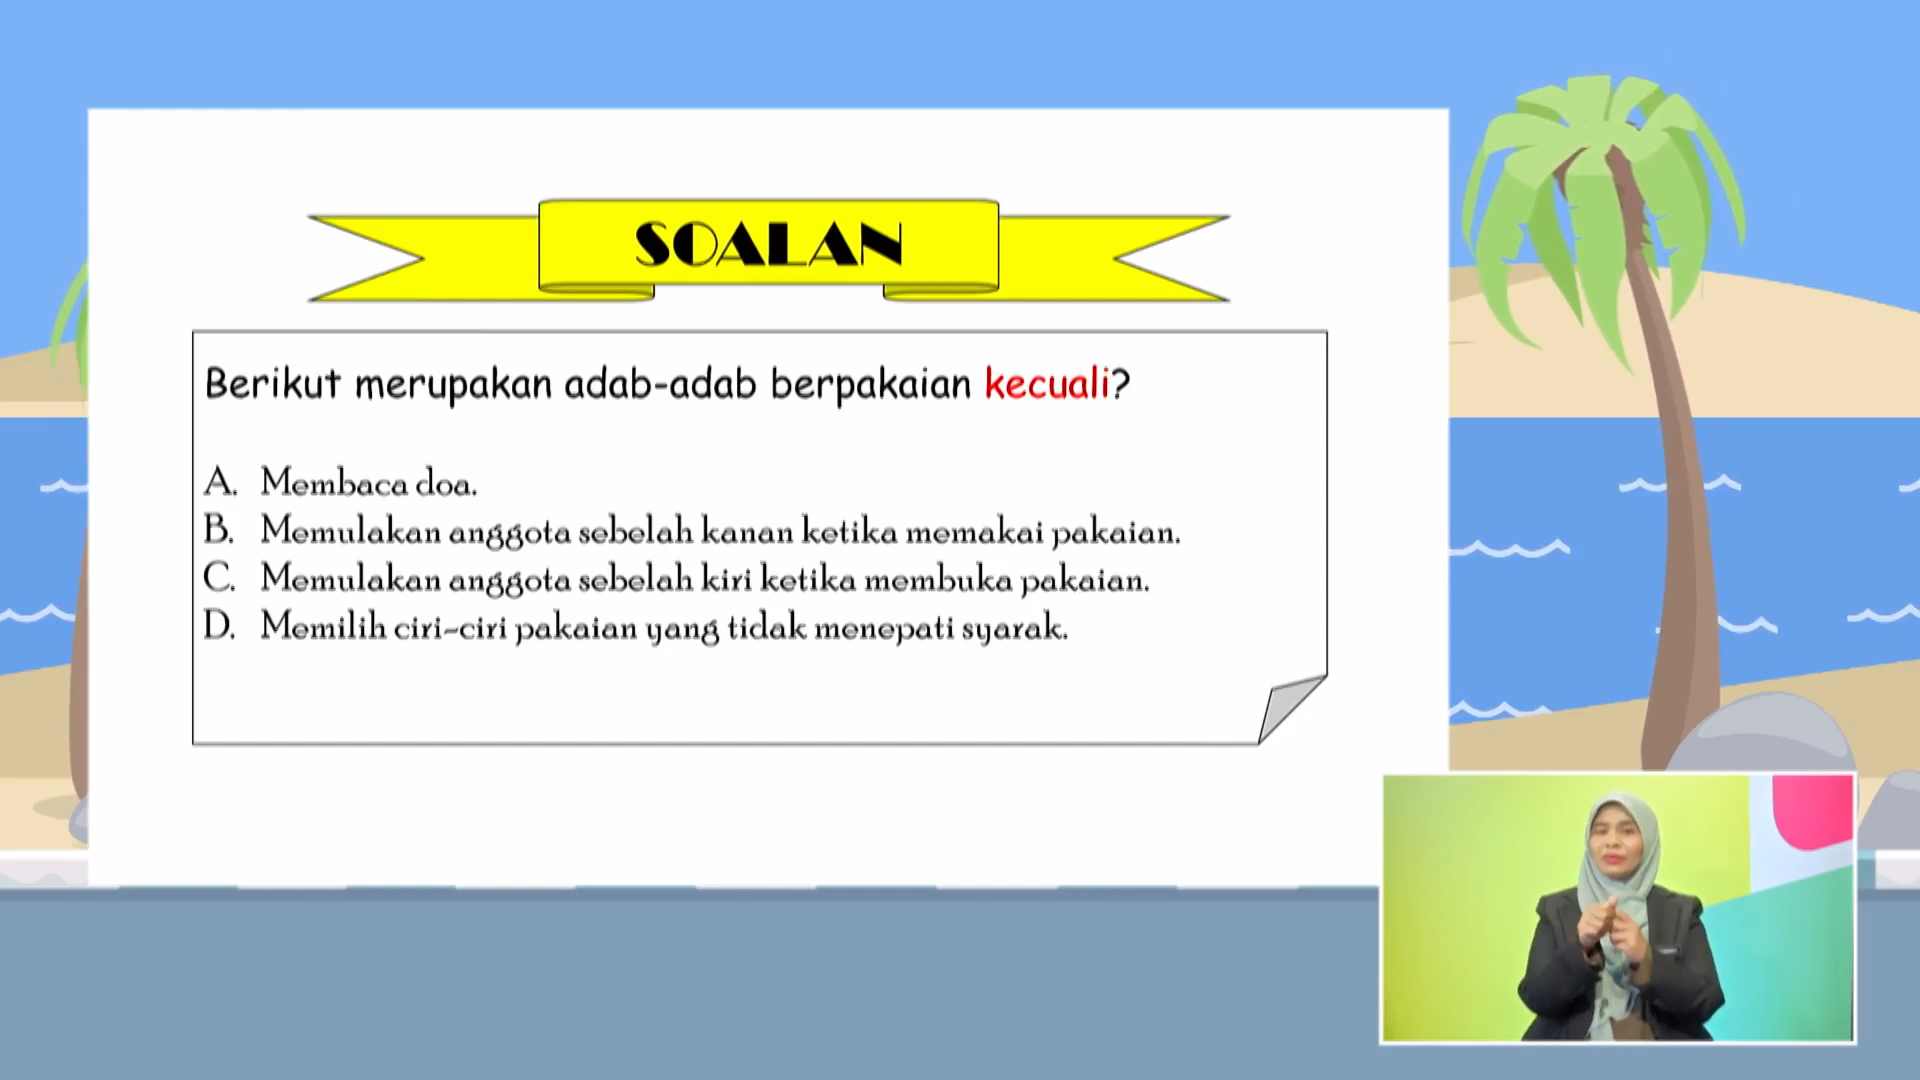 SOALAN
Berikut merupakan adab-adab berpakaian kecuali?
A. Membaca doa.
B. Memulakan anggota sebelah kanan ketika memakai pakaian.
C. Memulakan anggota sebelah kiri ketika membuka pakaian.
D. Memilih ciri-ciri pakaian yang tidak menepati syarak.